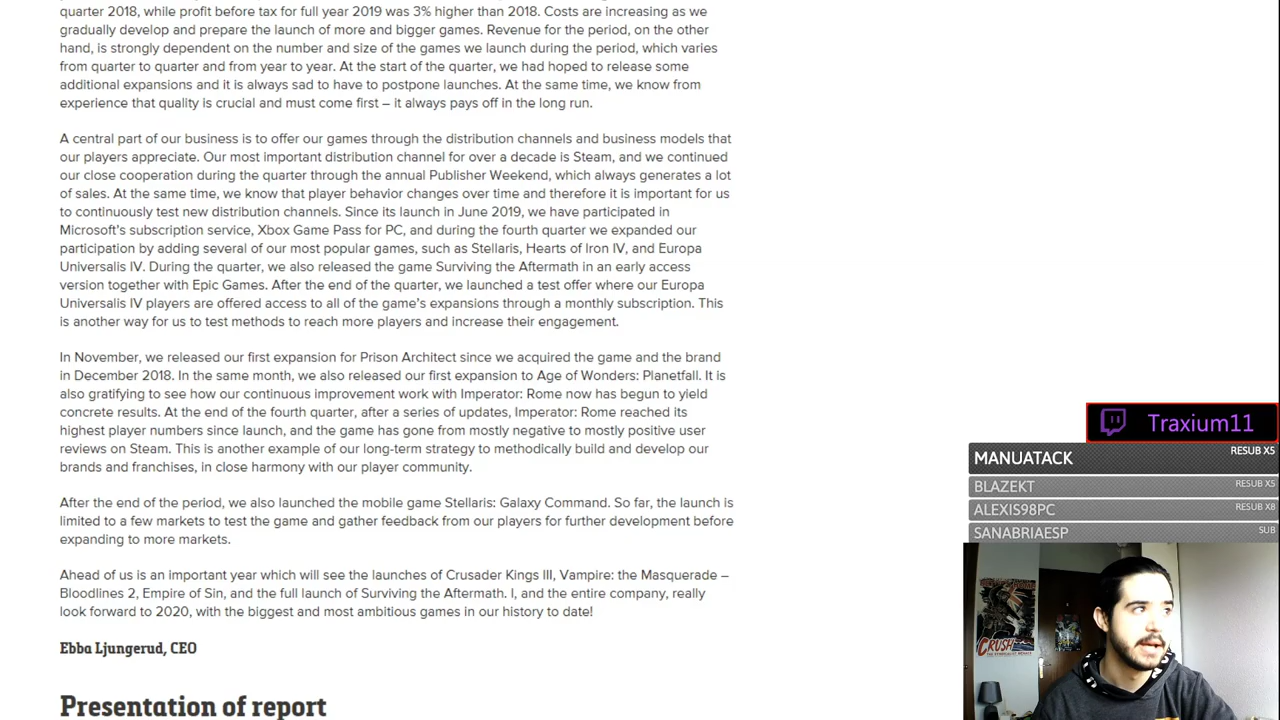 quarter 2018, while profit before tax for full year 2019 was 3% higher than 2018. Costs are increasing as we
gradually develop and prepare the launch of more and bigger games. Revenue for the period, on the other
hand, is strongly dependent on the number and size of the games we launch during the period, which varies
from quarter to quarter and from year to year. At the start of the quarter, we had hoped to release some
additional expansions and it is always sad to have to postpone launches. At the same time, we know from
experience that quality is crucial and must come first – it always pays off in the long run.
A central part of our business is to offer our games through the distribution channels and business models that
our players appreciate. Our most important distribution channel for over a decade is Steam, and we continued
our close cooperation during the quarter through the annual Publisher Weekend, which always generates a lot
of sales. At the same time, we know that player behavior changes over time and therefore it is important for us
to continuously test new distribution channels. Since its launch in June 2019, we have participated in
Microsoft's subscription service, Xbox Game Pass for PC, and during the fourth quarter we expanded our
participation by adding several of our most popular games, such as Stellaris, Hearts of Iron IV, and Europa
Universalis IV. During the quarter, we also released the game Surviving the Aftermath in an early access
version together with Epic Games. After the end of the quarter, we launched a test offer where our Europa
Universalis IV players are offered access to all of the game's expansions through a monthly subscription. This
is another way for us to test methods to reach more players and increase their engagement.
In November, we released our first expansion for Prison Architect since we acquired the game and the brand
in December 2018. In the same month, we also released our first expansion to Age of Wonders: Planetfall. It is
also gratifying to see how our continuous improvement work with Imperator: Rome now has begun to yield
concrete results. At the end of the fourth quarter, after a series of updates, Imperator: Rome reached its
highest player numbers since launch, and the game has gone from mostly negative to mostly positive user
reviews on Steam. This is another example of our long-term strategy to methodically build and develop our
brands and franchises, in close harmony with our player community.
After the end of the period, we also launched the mobile game Stellaris: Galaxy Command. So far, the launch is
limited to a few markets to test the game and gather feedback from our players for further development before
expanding to more markets.
Ahead of us is an important year which will see the launches of Crusader Kings III, Vampire: the Masquerade –
Bloodlines 2, Empire of Sin, and the full launch of Surviving the Aftermath. I, and the entire company, really
look forward to 2020, with the biggest and most ambitious games in our history to date!
Ebba Ljungerud, CEO
Presentation of report
Traxium11
MANUATACK RESUB X5
BLAZEKT RESUB X5
ALEXIS98PC RESUB X8
SANABRIAESP SUB
CRUSH